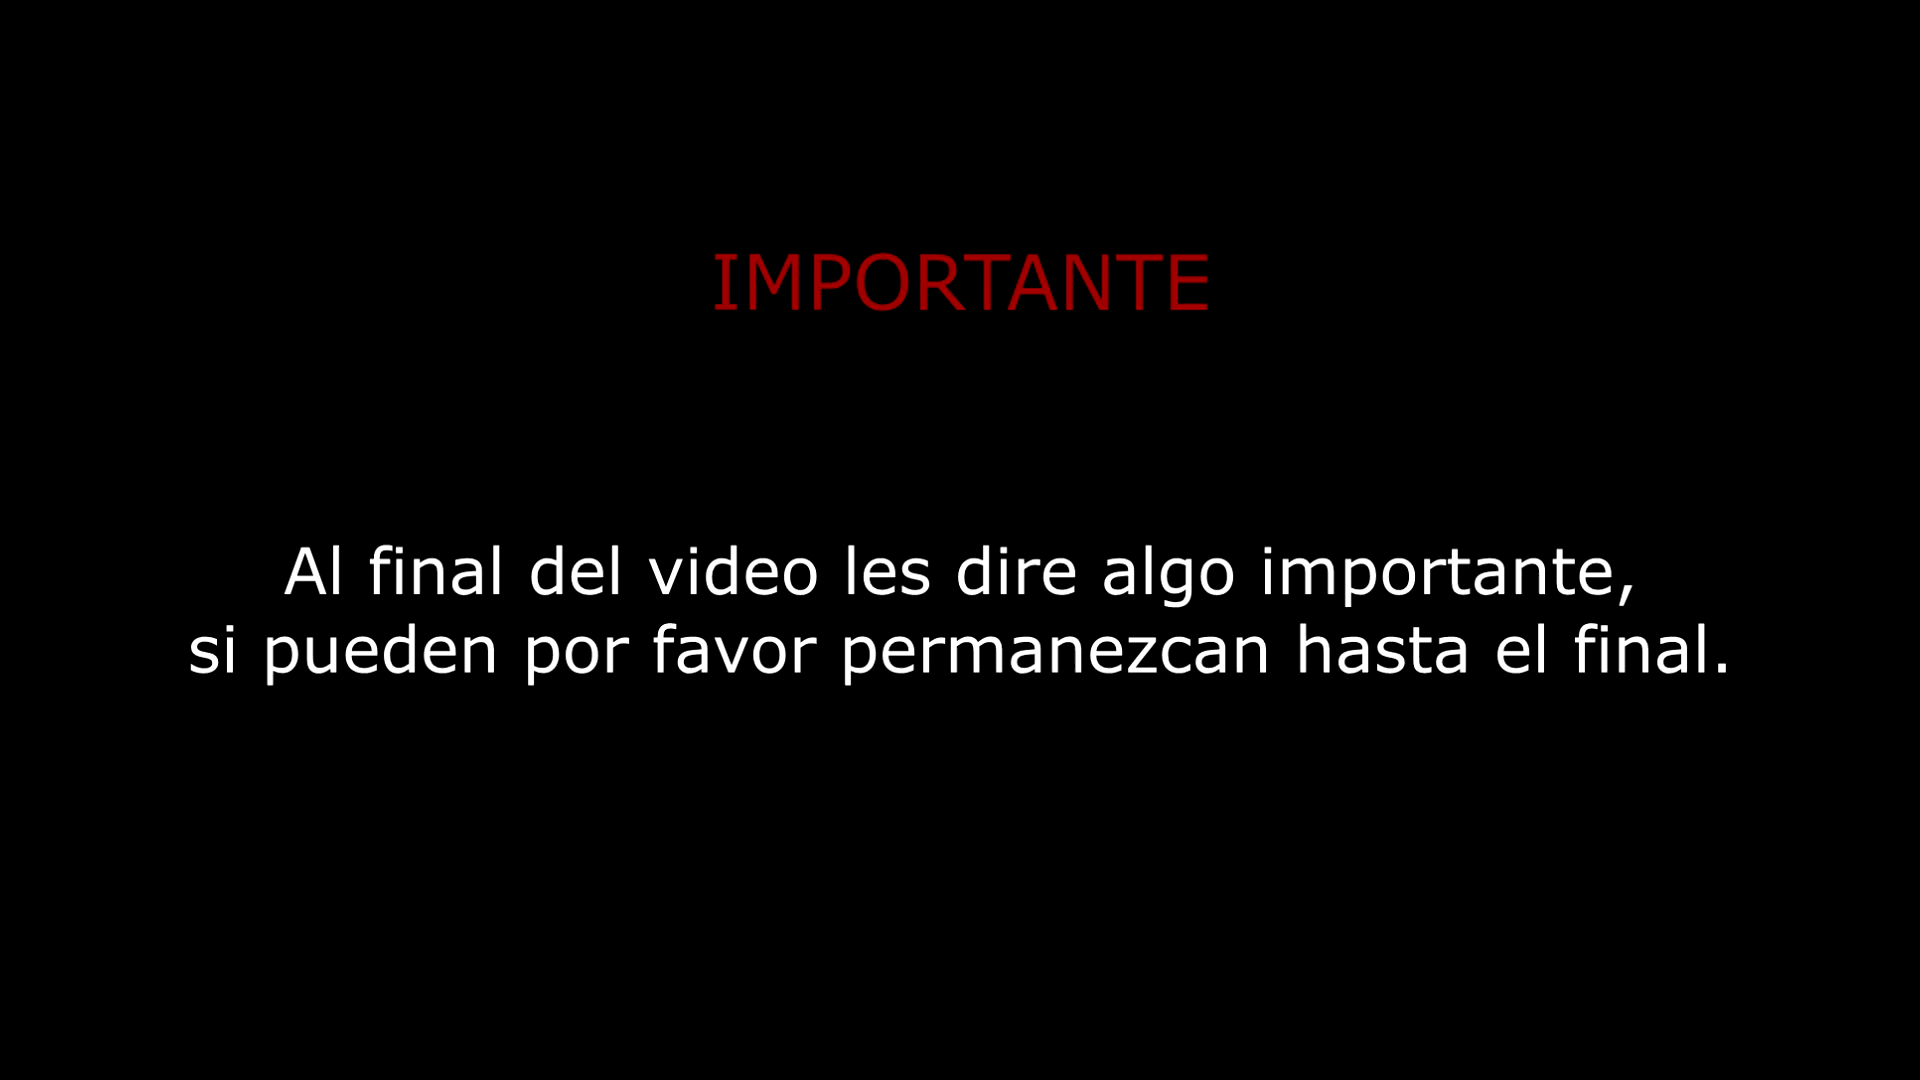 IMPORTANTE
Al final del video les dire algo importante,
si pueden por favor permanezcan hasta el final.